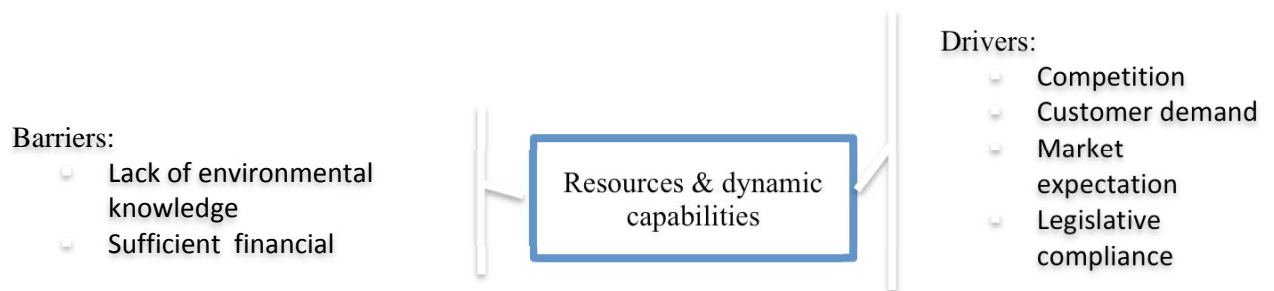 Barriers:
Lack of environmental
knowledge
Sufficient financial
Resources & dynamic
capabilities
Drivers:
Competition
Customer demand
Market
expectation
Legislative
compliance